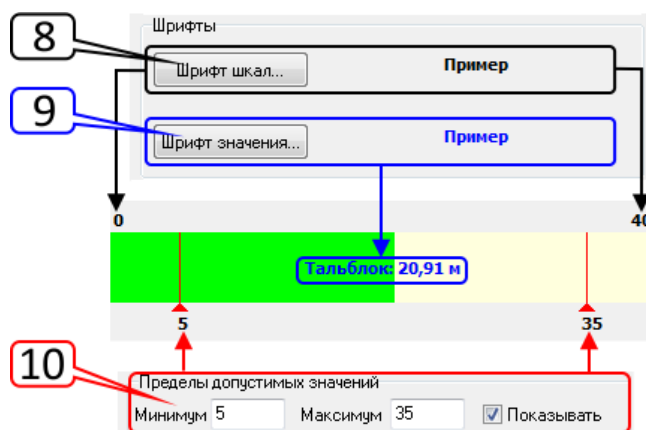 Шрифты
8
Шрифт шкал... Пример
9
Шрифт значения... Пример
0 40
Тальблок: 20,91 м
5 35
10
Пределы допустимых значений
Минимум 5 Максимум 35 Показывать